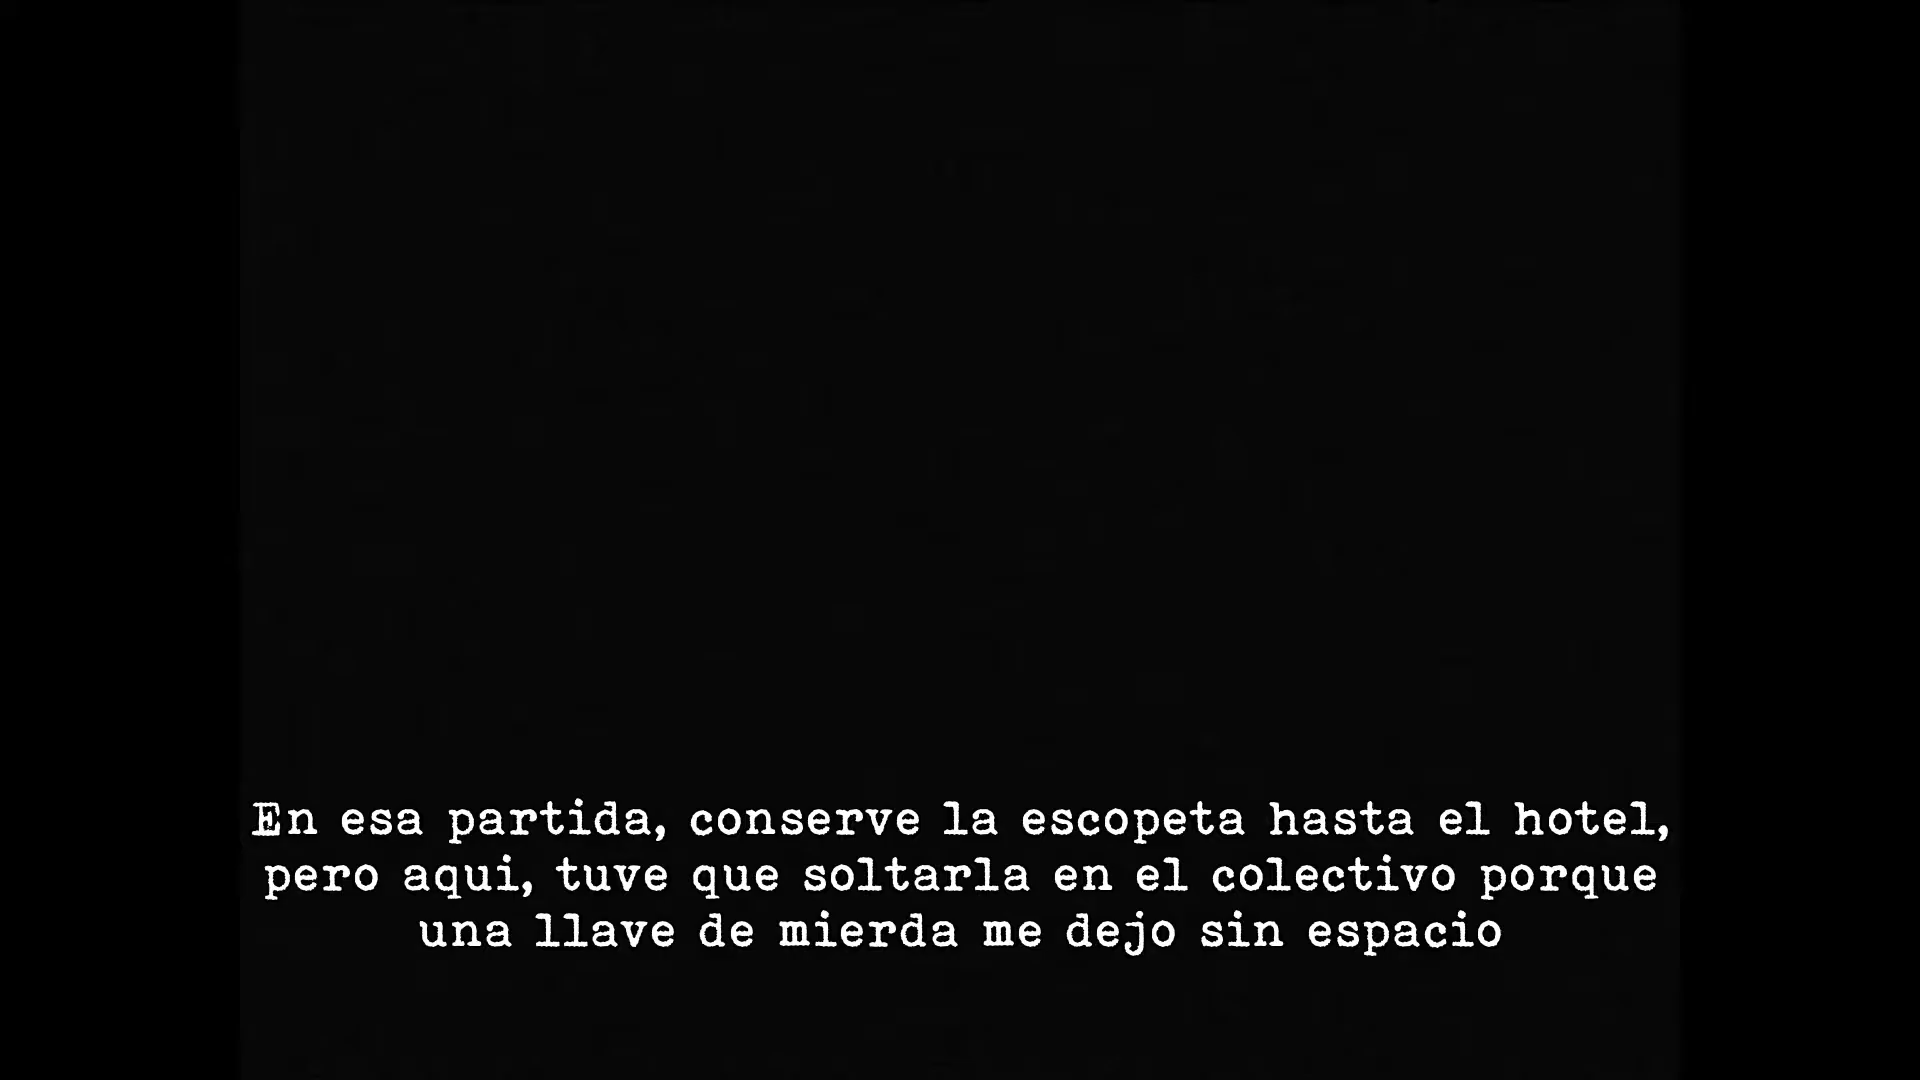 En esa partida, conserve la escopeta hasta el hotel,
pero aqui, tuve que soltarla en el colectivo porque
una llave de mierda me dejo sin espacio